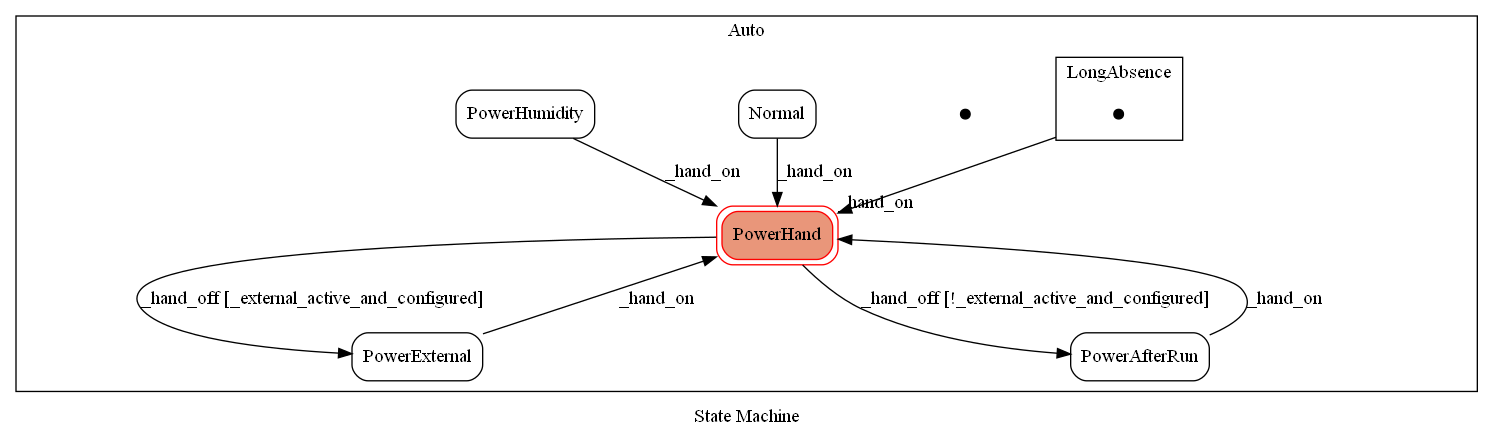 Auto
LongAbsence
PowerHumidity
Normal
_hand_on
_hand_on
_hand_on
PowerHand
_hand_off [_external_active_and_configured]
_hand_on
_hand_off [!_external_active_and_configured]
_hand_on
PowerExternal
PowerAfterRun
State Machine